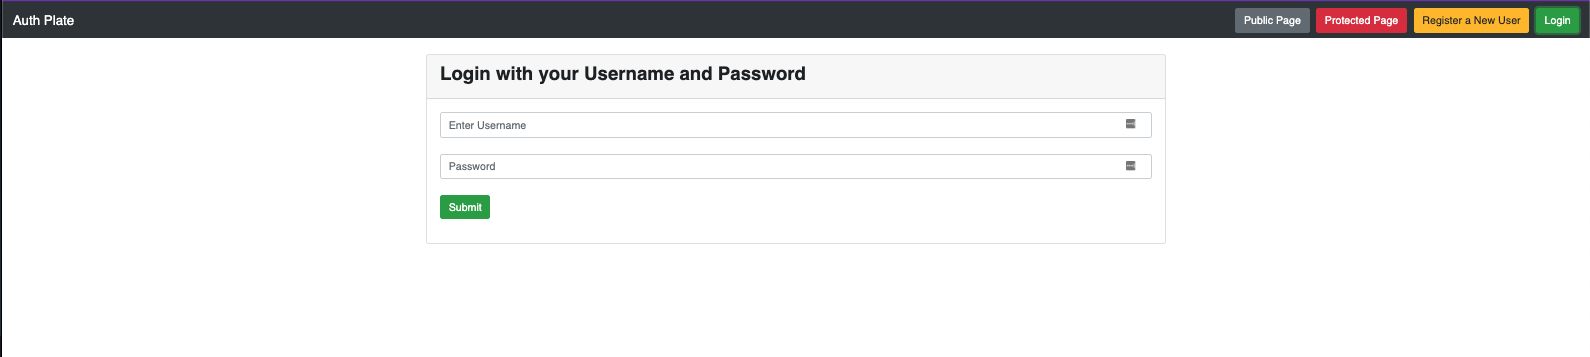 Auth Plate Public Page Protected Page Register a New User Login
Login with your Username and Password
Enter Username
Password
Submit